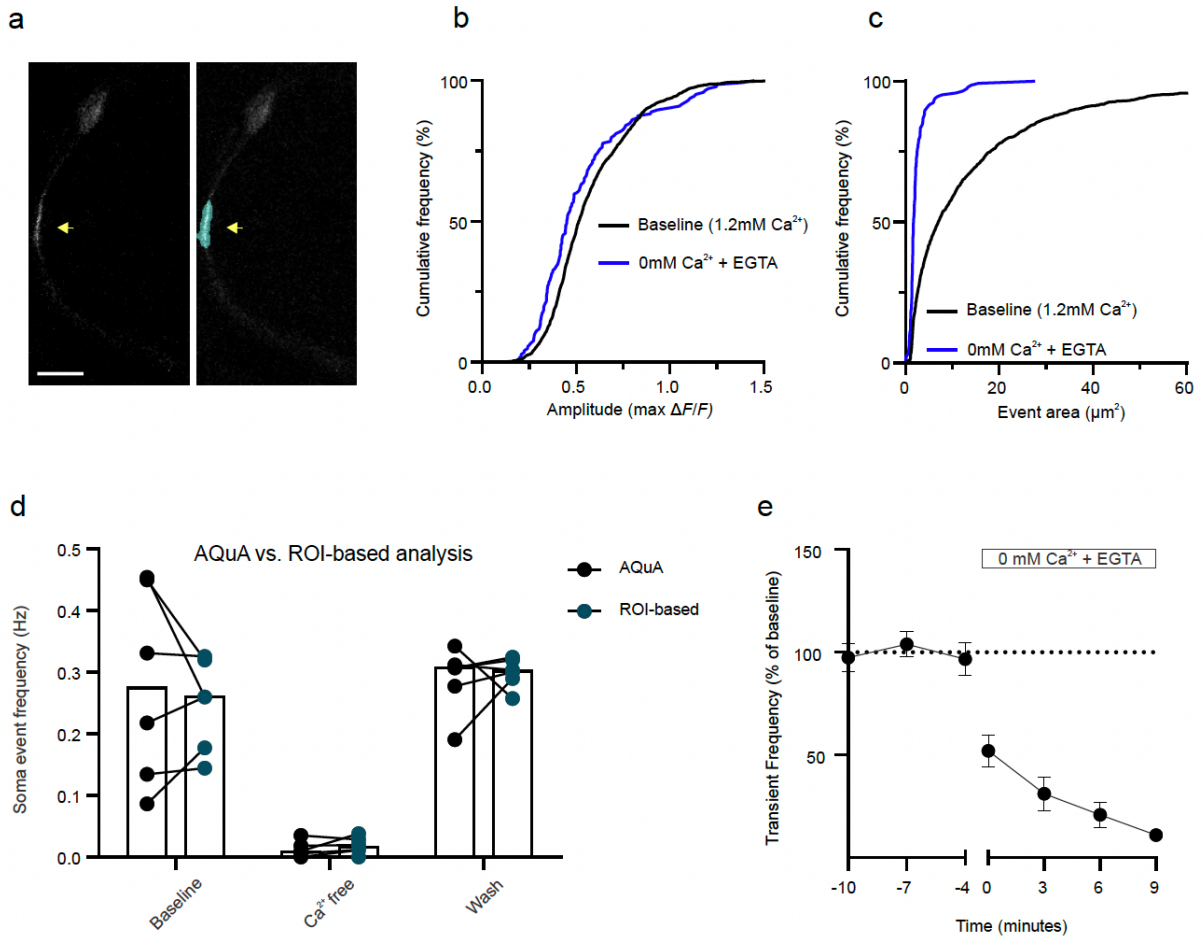 a
b
c
100
50
0
Cumulative frequency (%)
Baseline (1.2mM Ca²⁺)
0mM Ca²⁺ + EGTA
0.0
0.5
1.0
1.5
Amplitude (max ΔF/F)
100
50
0
Cumulative frequency (%)
Baseline (1.2mM Ca²⁺)
0mM Ca²⁺ + EGTA
0
20
40
60
Event area (µm²)
d
AQuA vs. ROI-based analysis
AQuA
ROI-based
0.5
0.4
0.3
0.2
0.1
0.0
Soma event frequency (Hz)
Baseline
Ca²⁺ free
Wash
e
0 mM Ca²⁺ + EGTA
150
100
50
Transient Frequency (% of baseline)
-10
-7
-4
0
3
6
9
Time (minutes)